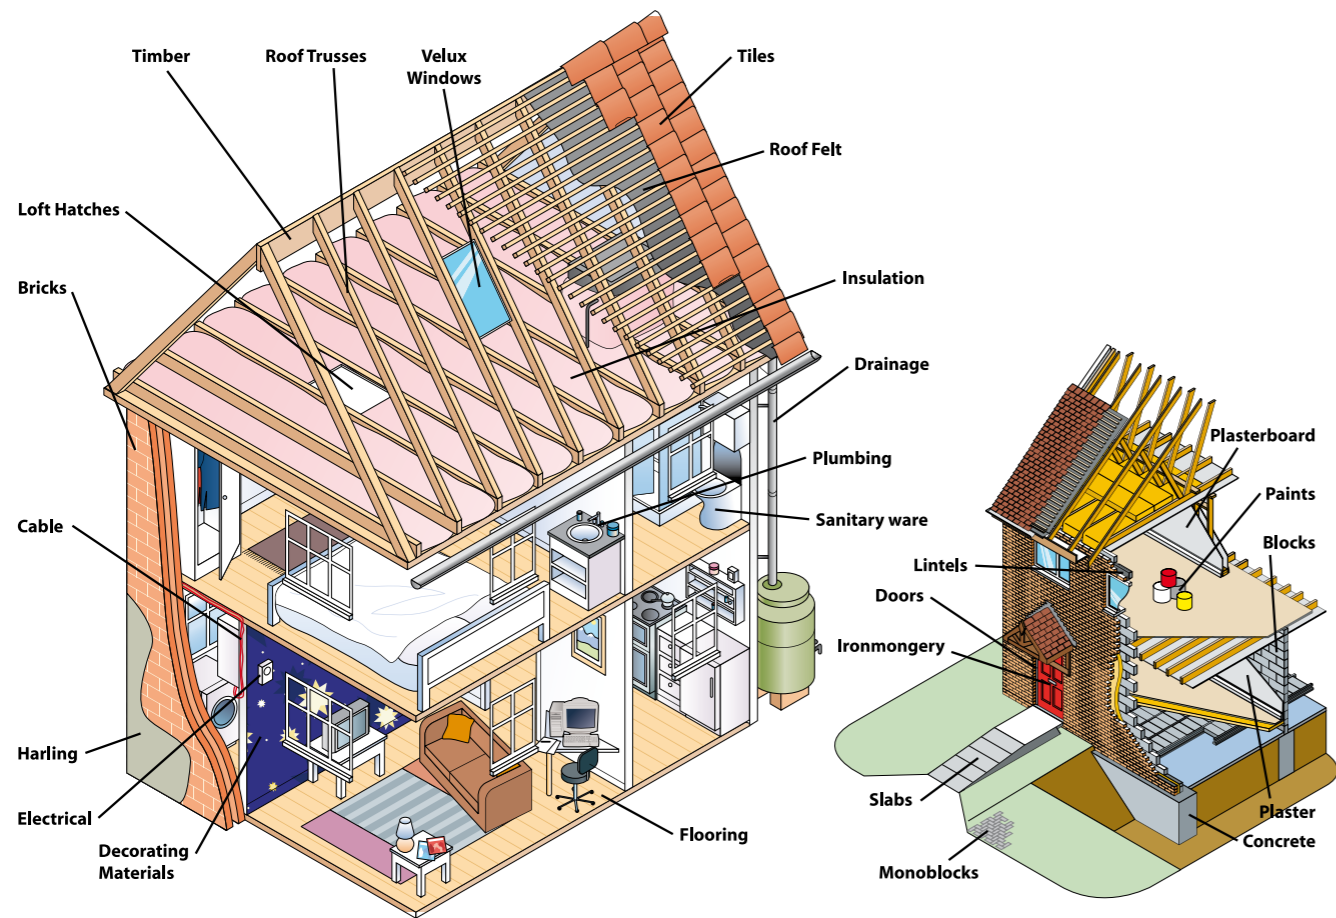 Timber
Roof Trusses
Velux
Windows
Tiles
Roof Felt
Loft Hatches
Bricks
Insulation
Drainage
Plumbing
Sanitary ware
Cable
Harling
Electrical
Decorating
Materials
Flooring
Plasterboard
Paints
Blocks
Lintels
Doors
Ironmongery
Slabs
Plaster
Concrete
Monoblocks